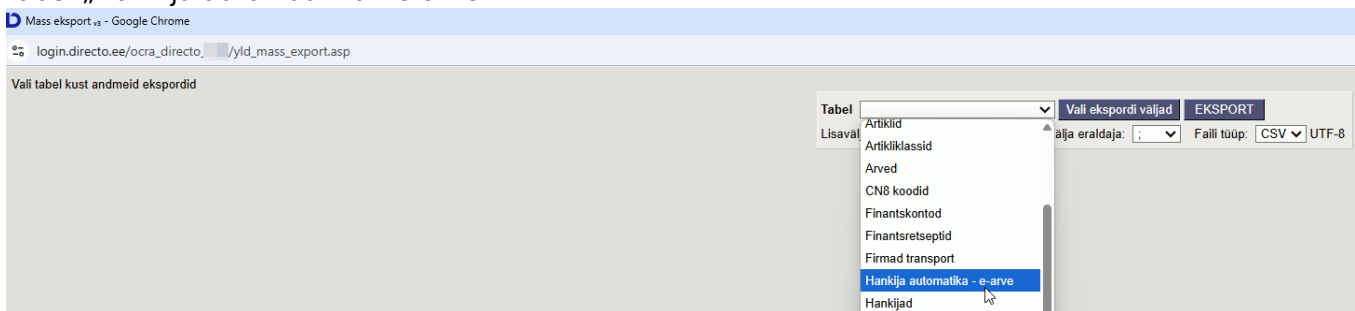 Mass eksport v3 - Google Chrome
login.directo.ee/ocra_directo_ /yld_mass_export.asp
Vali tabel kust andmeid ekspordid
Tabel Vali ekspordi väljad EKSPORT
Lisaväl älja eraldaja: ; Faili tüüp: CSV UTF-8
Artiklid
Artikliklassid
Arved
CN8 koodid
Finantskontod
Finantsretseptid
Firmad transport
Hankija automatika - e-arve
Hankijad